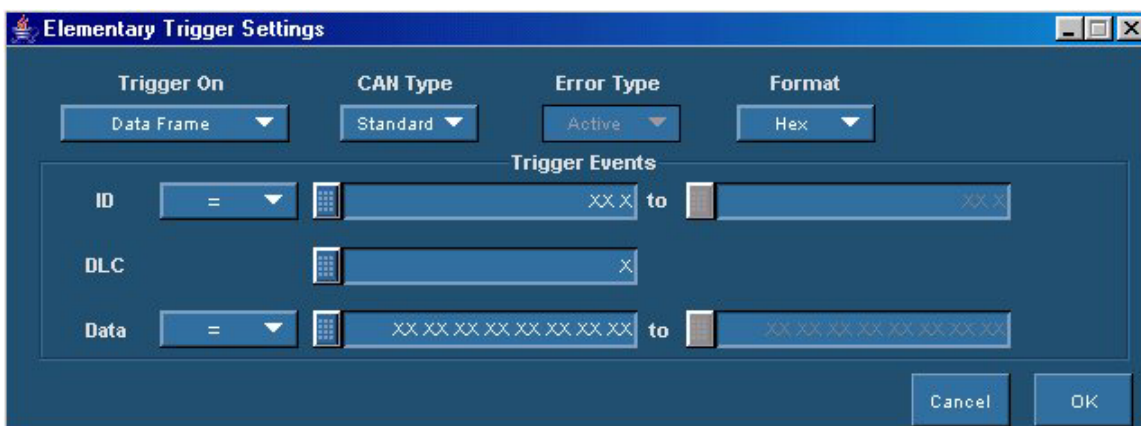 Elementary Trigger Settings
Trigger On CAN Type Error Type Format
Data Frame Standard Active Hex
Trigger Events
ID = XX X to XX X
DLC X
Data = XX XX XX XX XX XX XX XX to XX XX XX XX XX XX XX XX
Cancel OK